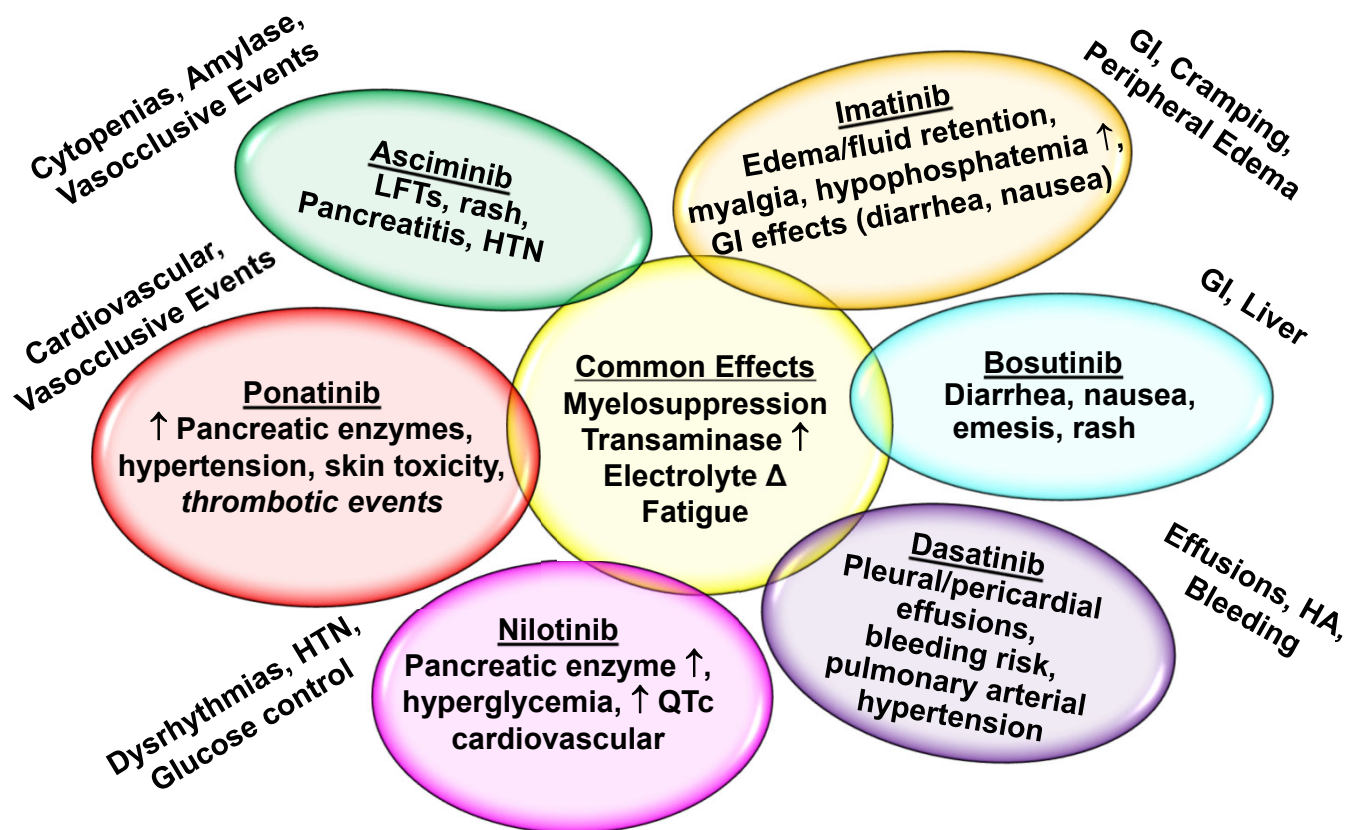 Cytopenias, Amylase,
Vasocclusive Events
Asciminib
LFTs, rash,
Pancreatitis, HTN
Imatinib
Edema/fluid retention,
myalgia, hypophosphatemia ↑,
GI effects (diarrhea, nausea)
GI, Cramping,
Peripheral Edema
Cardiovascular,
Vasocclusive Events
Ponatinib
↑ Pancreatic enzymes,
hypertension, skin toxicity,
thrombotic events
Common Effects
Myelosuppression
Transaminase ↑
Electrolyte Δ
Fatigue
GI, Liver
Bosutinib
Diarrhea, nausea,
emesis, rash
Dysrhythmias, HTN,
Glucose control
Nilotinib
Pancreatic enzyme ↑,
hyperglycemia, ↑ QTc
cardiovascular
Dasatinib
Pleural/pericardial
effusions,
bleeding risk,
pulmonary arterial
hypertension
Effusions, HA,
Bleeding